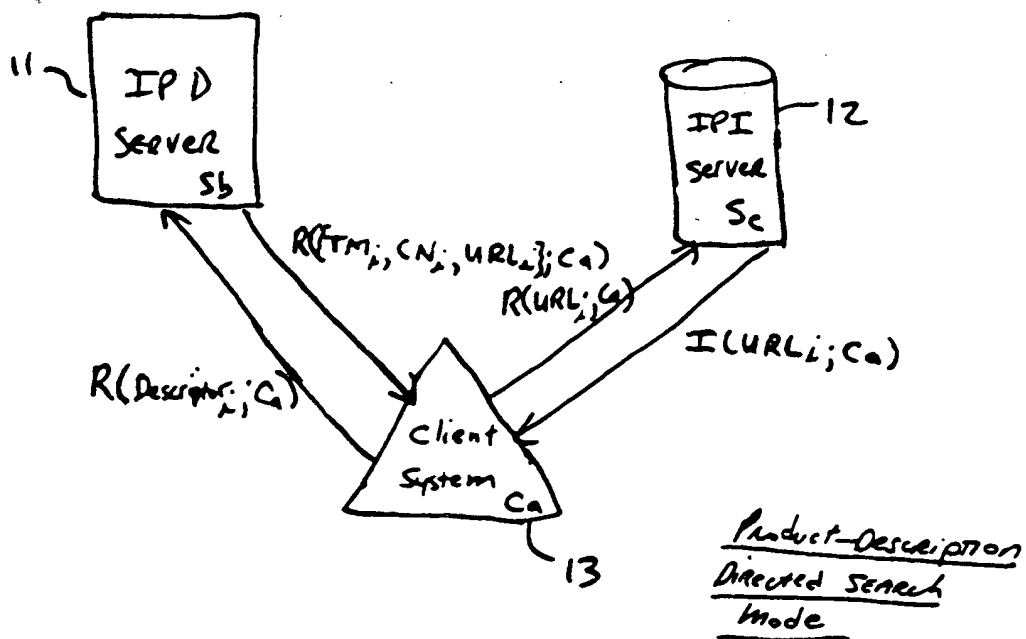 11
IPD
Server
Sb
IPI
server
Sc
12
R({TMi, CNi, URLi}; Ca)
R(URLi; Ca)
I(URLi; Ca)
R(Descriptori; Ca)
Client
System
Ca
13
Product-Description
Directed Search
Mode